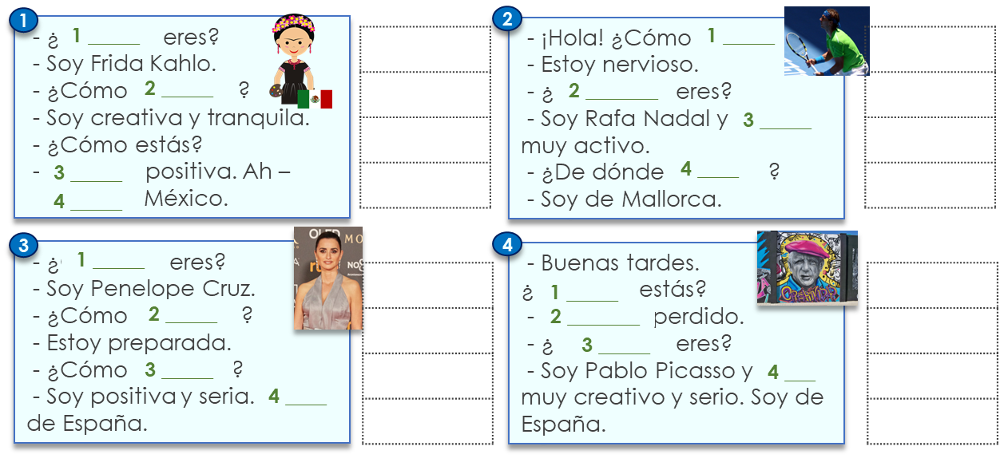 1
- ¿ 1 _____ eres?
- Soy Frida Kahlo.
- ¿Cómo 2 _____ ?
- Soy creativa y tranquila.
- ¿Cómo estás?
- 3 _____ positiva. Ah –
4 _____ México.
2
- ¡Hola! ¿Cómo 1 _____
- Estoy nervioso.
- ¿ 2 _______ eres?
- Soy Rafa Nadal y 3 _____
muy activo.
- ¿De dónde 4 ____ ?
- Soy de Mallorca.
3
- ¿ 1 _____ eres?
- Soy Penelope Cruz.
- ¿Cómo 2 _____ ?
- Estoy preparada.
- ¿Cómo 3 _____ ?
- Soy positiva y seria. 4 ____
de España.
4
- Buenas tardes.
¿ 1 _____ estás?
- 2 _______ perdido.
- ¿ 3 _____ eres?
- Soy Pablo Picasso y 4 ___
muy creativo y serio. Soy de
España.